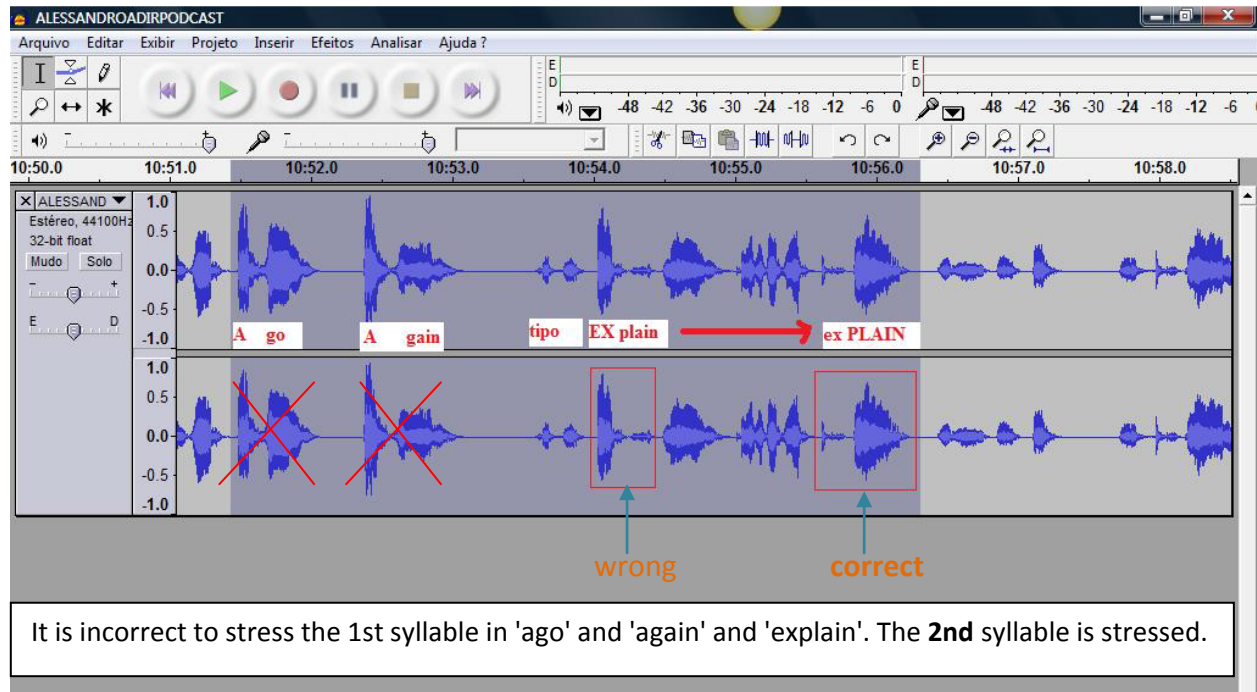 ALESSANDROADIRPODCAST
Arquivo Editar Exibir Projeto Inserir Efeitos Analisar Ajuda ?
E
D
-48 -42 -36 -30 -24 -18 -12 -6 0
E
D
-48 -42 -36 -30 -24 -18 -12 -6
- +
- +
10:50.0 10:51.0 10:52.0 10:53.0 10:54.0 10:55.0 10:56.0 10:57.0 10:58.0
X ALESSAND
Estéreo, 44100Hz
32-bit float
Mudo Solo
- +
E D
1.0
0.5
0.0
-0.5
-1.0
A go
A gain
tipo
EX plain
ex PLAIN
1.0
0.5
0.0
-0.5
-1.0
wrong
correct
It is incorrect to stress the 1st syllable in 'ago' and 'again' and 'explain'. The 2nd syllable is stressed.